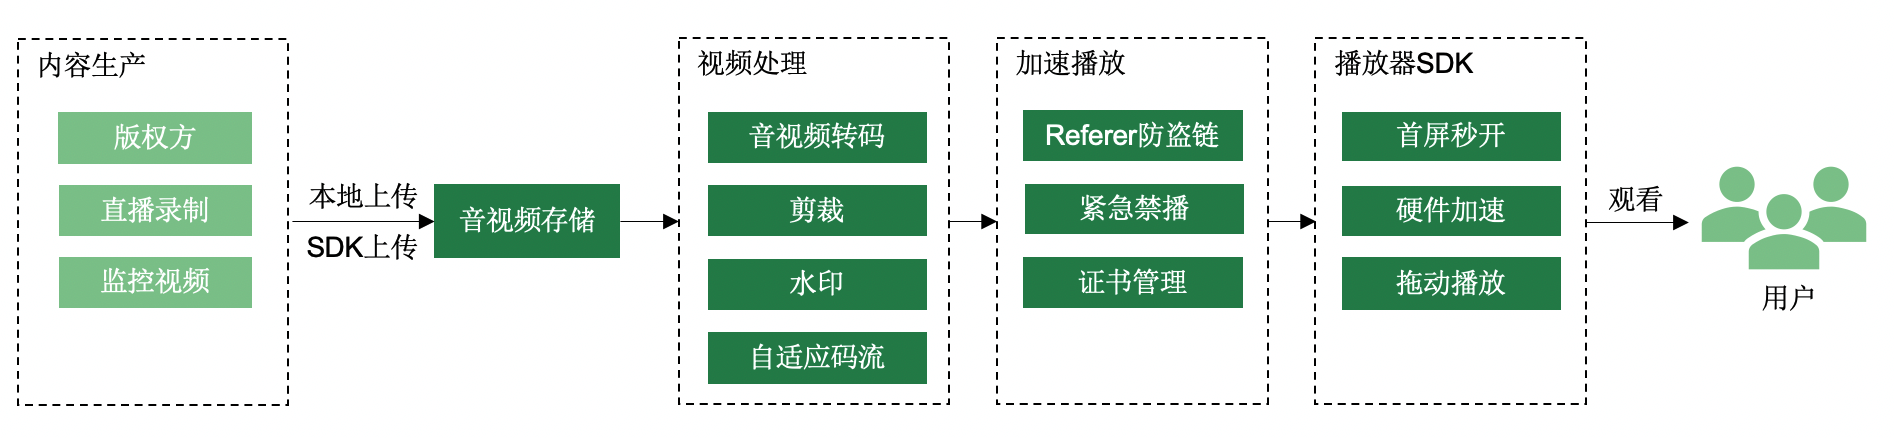 内容生产
版权方
直播录制
监控视频
本地上传
SDK上传
音视频存储
视频处理
音视频转码
剪裁
水印
自适应码流
加速播放
Referer防盗链
紧急禁播
证书管理
播放器SDK
首屏秒开
硬件加速
拖动播放
观看
用户